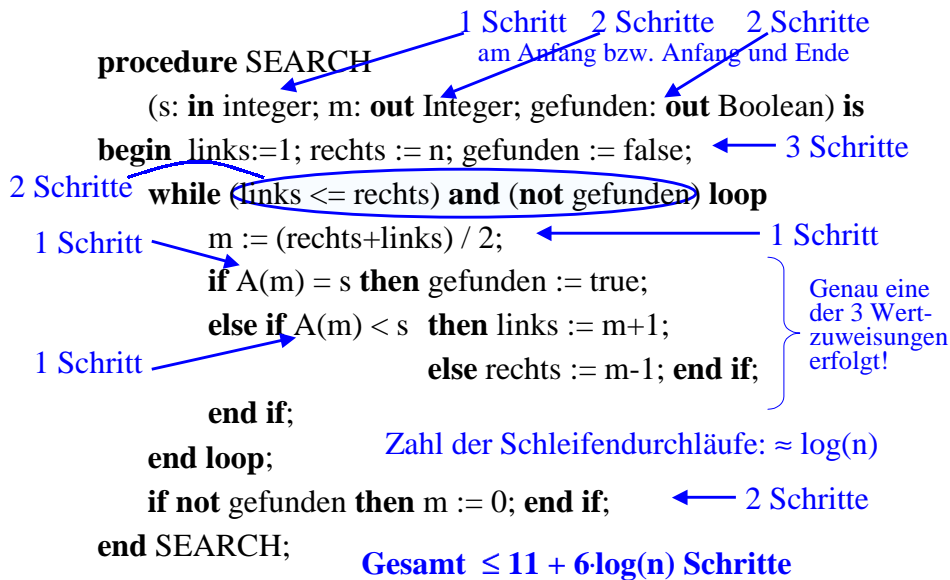 1 Schritt 2 Schritte 2 Schritte
am Anfang bzw. Anfang und Ende
procedure SEARCH
(s: in integer; m: out Integer; gefunden: out Boolean) is
begin links:=1; rechts := n; gefunden := false; 3 Schritte
2 Schritte while (links <= rechts) and (not gefunden) loop
1 Schritt m := (rechts+links) / 2; 1 Schritt
if A(m) = s then gefunden := true;
else if A(m) < s then links := m+1;
1 Schritt else rechts := m-1; end if;
Genau eine
der 3 Wert-
zuweisungen
erfolgt!
end if;
Zahl der Schleifendurchläufe: ≈ log(n)
end loop;
if not gefunden then m := 0; end if; 2 Schritte
end SEARCH;
Gesamt ≤ 11 + 6·log(n) Schritte